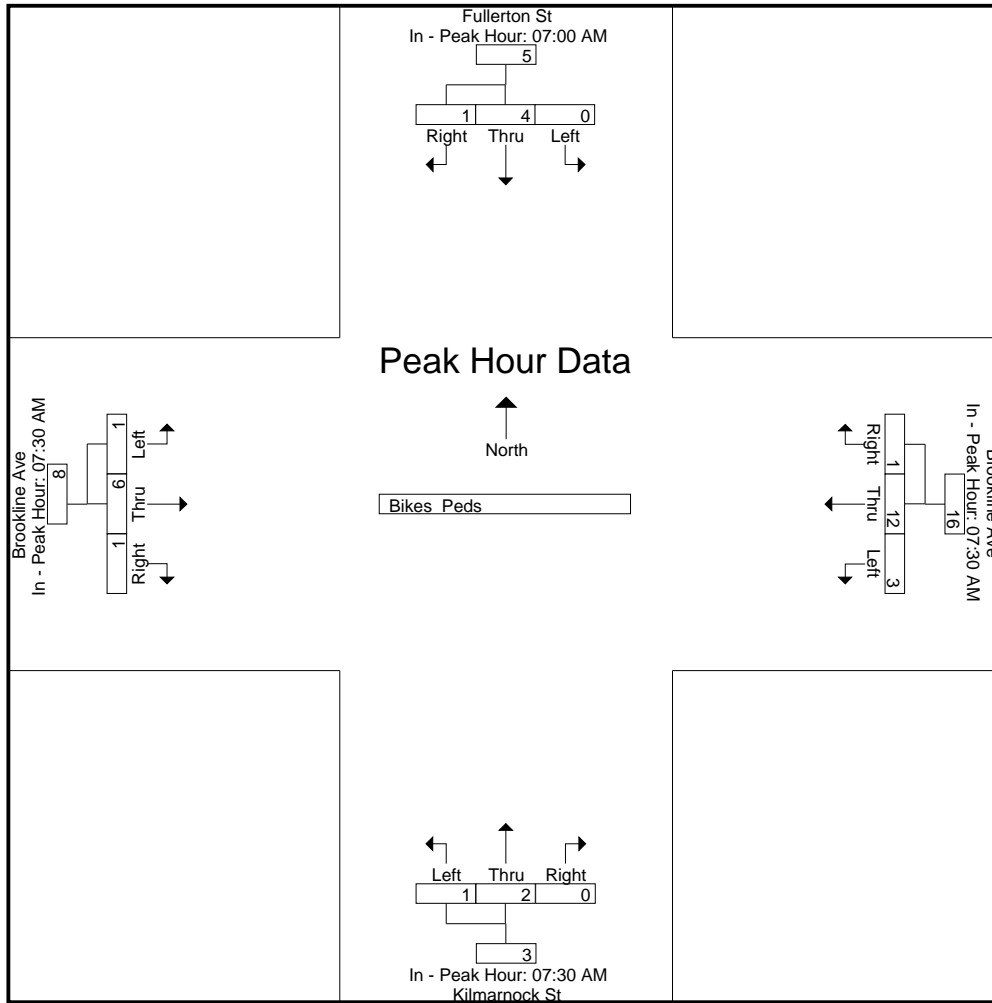 Fullerton St
In - Peak Hour: 07:00 AM
5
1 4 0
Right Thru Left
Peak Hour Data
North
Bikes Peds
Brookline Ave
In - Peak Hour: 07:30 AM
8
1 6 1
Left Thru Right
Brookline Ave
In - Peak Hour: 07:30 AM
16
1 12 3
Right Thru Left
Left Thru Right
1 2 0
3
In - Peak Hour: 07:30 AM
Kilmarnock St